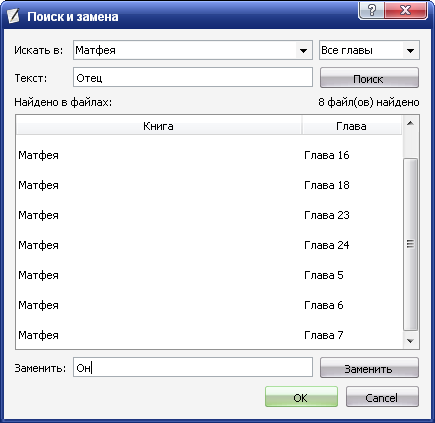 Поиск и замена
Искать в: Матфея Все главы
Текст: Отец Поиск
Найдено в файлах: 8 файл(ов) найдено
Книга Глава
Матфея Глава 16
Матфея Глава 18
Матфея Глава 23
Матфея Глава 24
Матфея Глава 5
Матфея Глава 6
Матфея Глава 7
Заменить: Он Заменить
OK Cancel